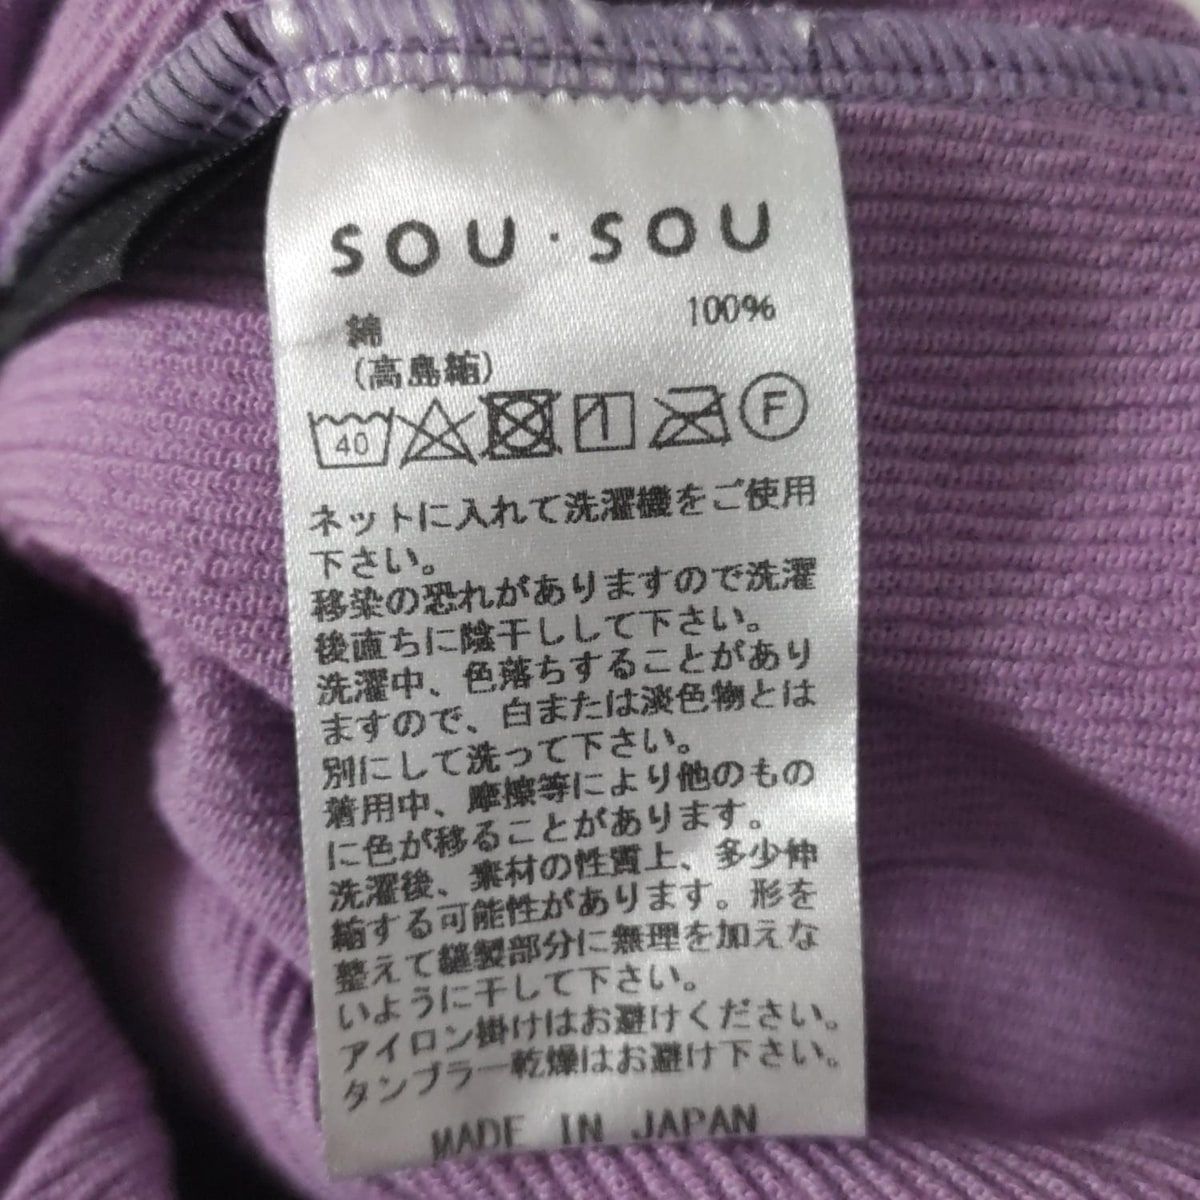 SOU・SOU
綿 100%
(高島縮)
40 F
ネットに入れて洗濯機をご使用
下さい。
移染の恐れがありますので洗濯
後直ちに陰干しして下さい。
洗濯中、色落ちすることがあり
ますので、白または淡色物とは
別にして洗って下さい。
着用中、摩擦等により他のもの
に色が移ることがあります。
洗濯後、素材の性質上、多少伸
縮する可能性があります。形を
整えて縫製部分に無理を加えな
いように干して下さい。
アイロン掛けはお避けください。
タンブラー乾燥はお避け下さい。
MADE IN JAPAN